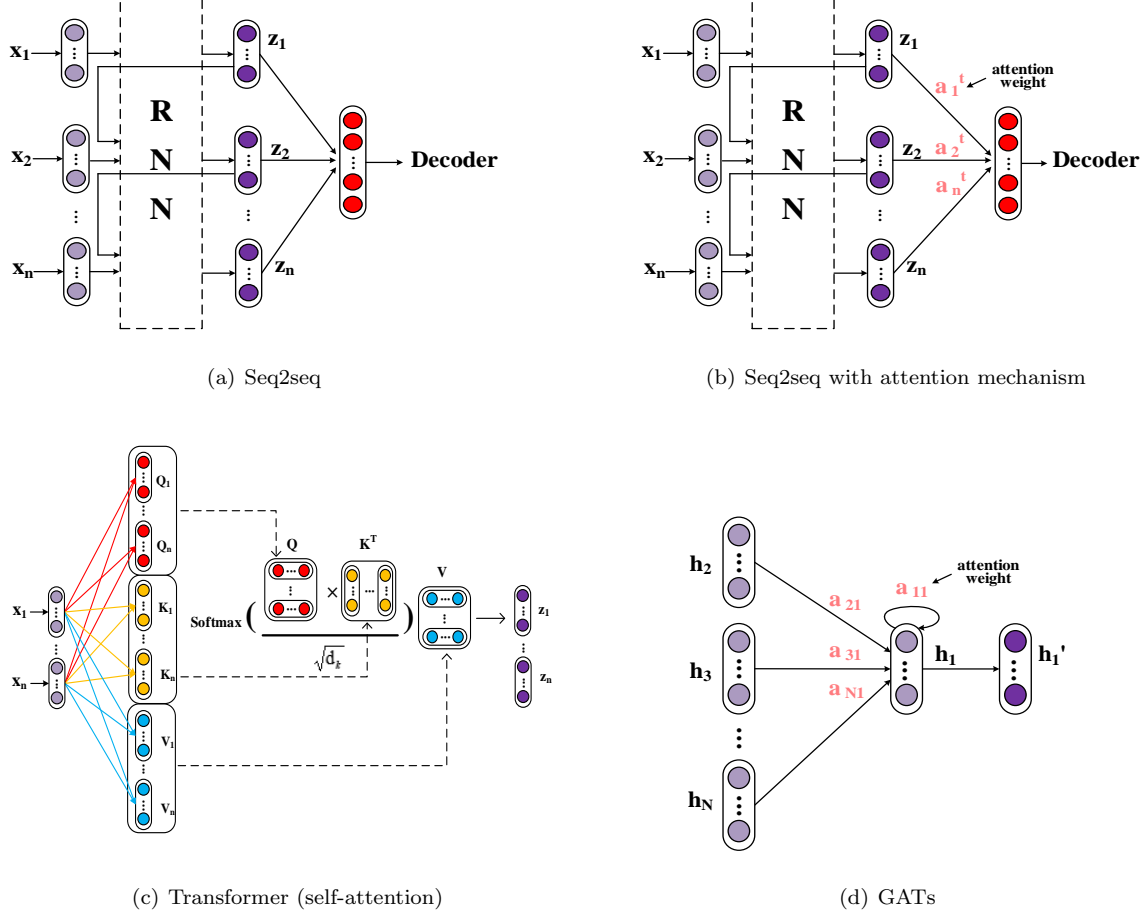 x₁
z₁
R
x₂
N
z₂
Decoder
N
xₙ
zₙ
(a) Seq2seq
x₁
z₁
attention
weight
a₁ᵗ
R
x₂
N
z₂
a₂ᵗ
Decoder
N
aₙᵗ
xₙ
zₙ
(b) Seq2seq with attention mechanism
Q₁
Qₙ
Q
Kᵀ
V
x₁
K₁
Softmax ( × )
z₁
√dₖ
xₙ
Kₙ
zₙ
V₁
Vₙ
(c) Transformer (self-attention)
attention
weight
h₂
a₂₁
a₁₁
h₃
a₃₁
h₁
h₁'
a_N1
h_N
(d) GATs